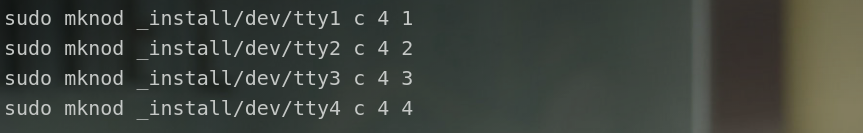 sudo mknod _install/dev/tty1 c 4 1
sudo mknod _install/dev/tty2 c 4 2
sudo mknod _install/dev/tty3 c 4 3
sudo mknod _install/dev/tty4 c 4 4